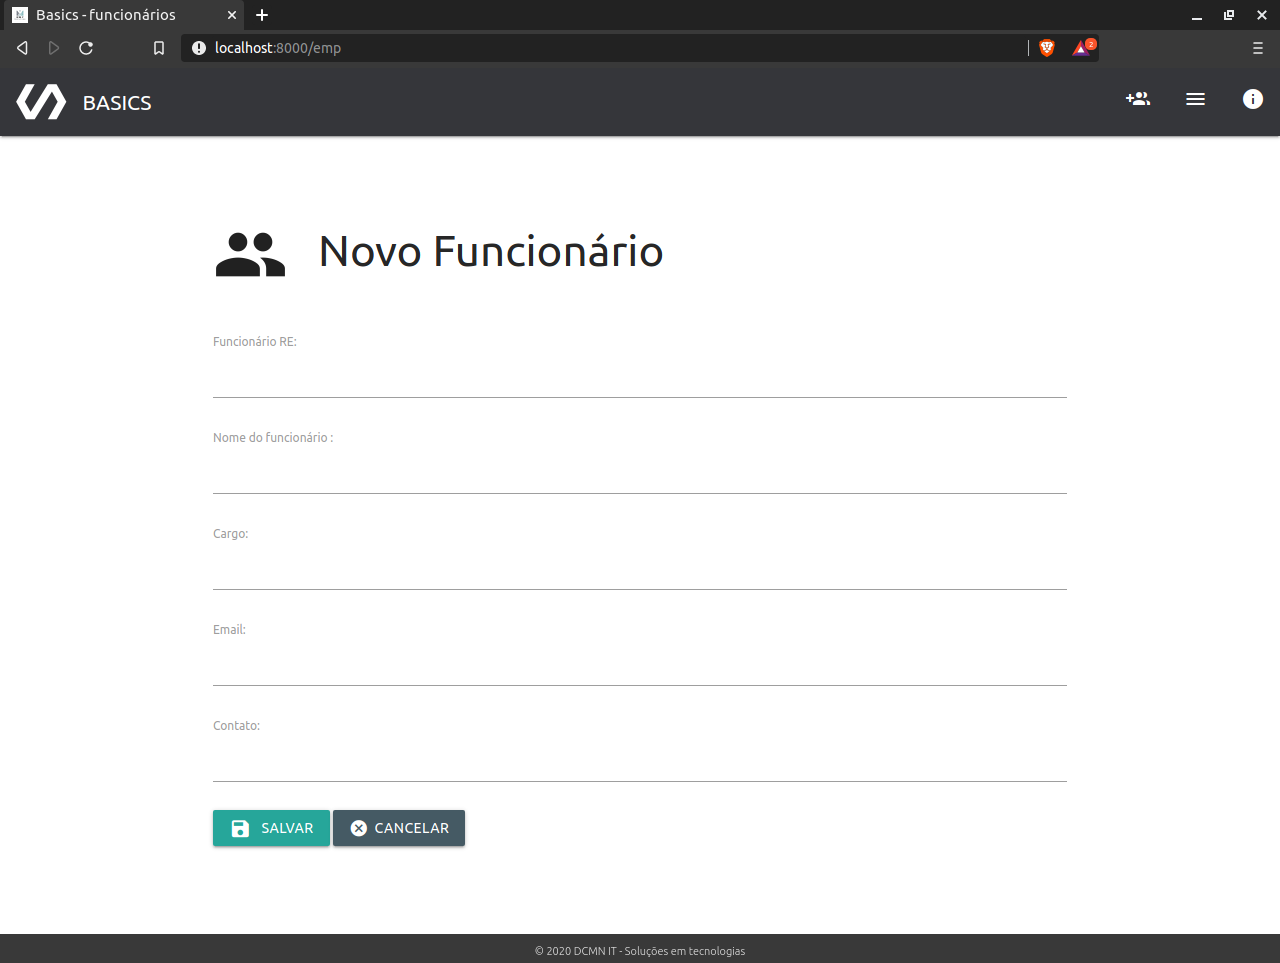 Basics - funcionários
localhost:8000/emp
2
BASICS
Novo Funcionário
Funcionário RE:
Nome do funcionário :
Cargo:
Email:
Contato:
SALVAR
CANCELAR
© 2020 DCMN IT - Soluções em tecnologias